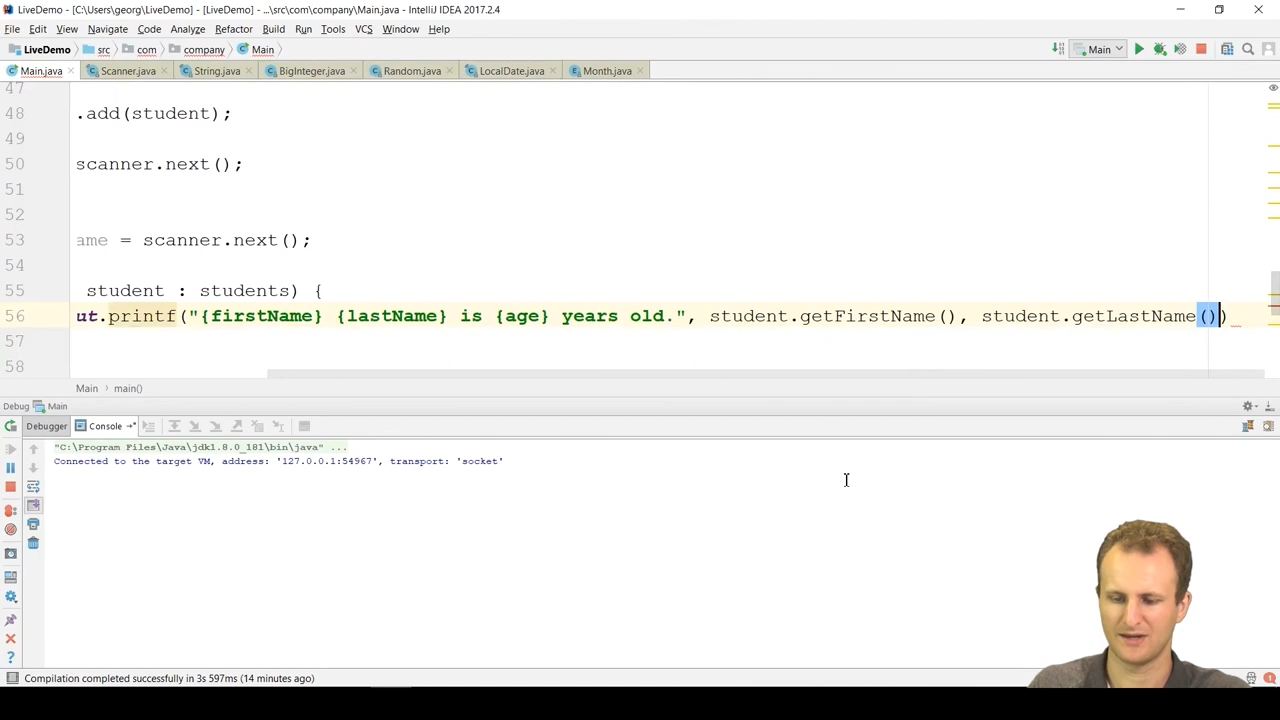 LiveDemo - [C:\Users\georg\LiveDemo] - [LiveDemo] - ...\src\com\company\Main.java - IntelliJ IDEA 2017.2.4
File Edit View Navigate Code Analyze Refactor Build Run Tools VCS Window Help
LiveDemo src com company Main Main
Main.java Scanner.java String.java BigInteger.java Random.java LocalDate.java Month.java
47
48 .add(student);
49
50 scanner.next();
51
52
53 ame = scanner.next();
54
55 student : students) {
56 ut.printf("{firstName} {lastName} is {age} years old.", student.getFirstName(), student.getLastName())
57
58
Main main()
Debug Main
Debugger Console
"C:\Program Files\Java\jdk1.8.0_181\bin\java" ...
Connected to the target VM, address: '127.0.0.1:54967', transport: 'socket'
Compilation completed successfully in 3s 597ms (14 minutes ago)